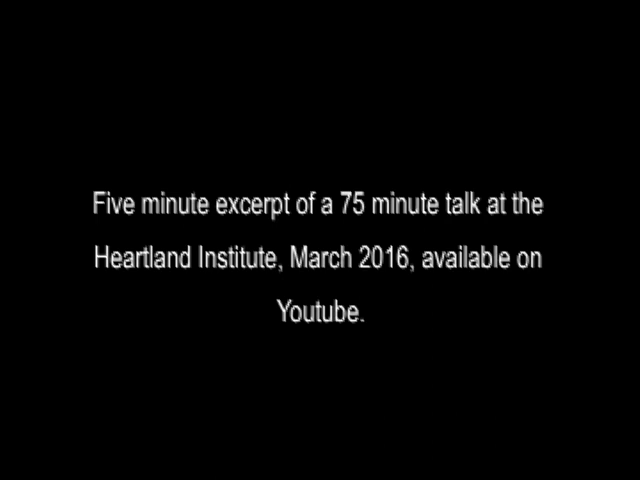 Five minute excerpt of a 75 minute talk at the
Heartland Institute, March 2016, available on
Youtube.